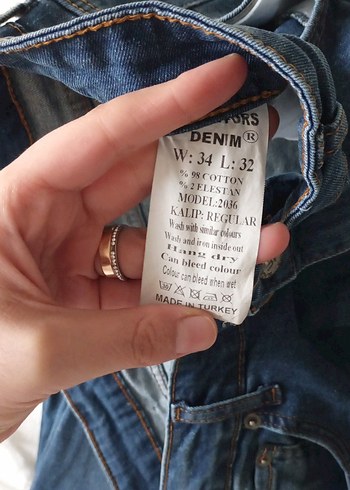 DENIM®
W: 34 L: 32
% 98 COTTON
% 2 ELESTAN
MODEL:2036
KALIP: REGULAR
Wash with similar colours
Wash and iron inside out
Hang dry
Can bleed colour
Colour can bleed when wet
MADE IN TURKEY